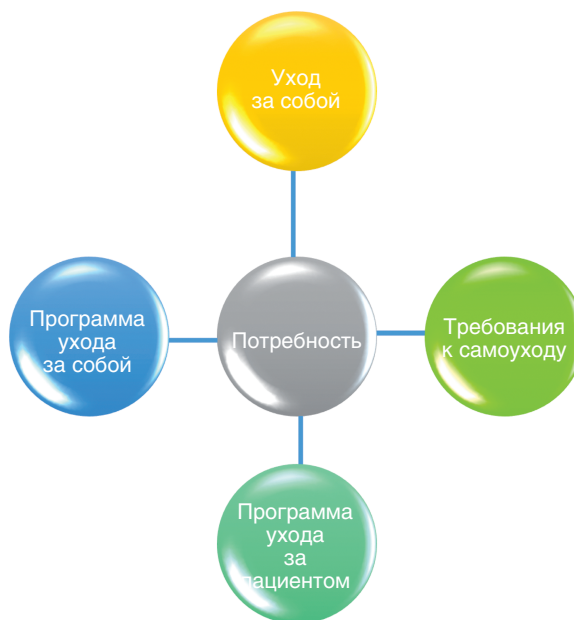 Уход
за собой
Программа
ухода
за собой
Потребность
Требования
к самоуходу
Программа
ухода
за
пациентом